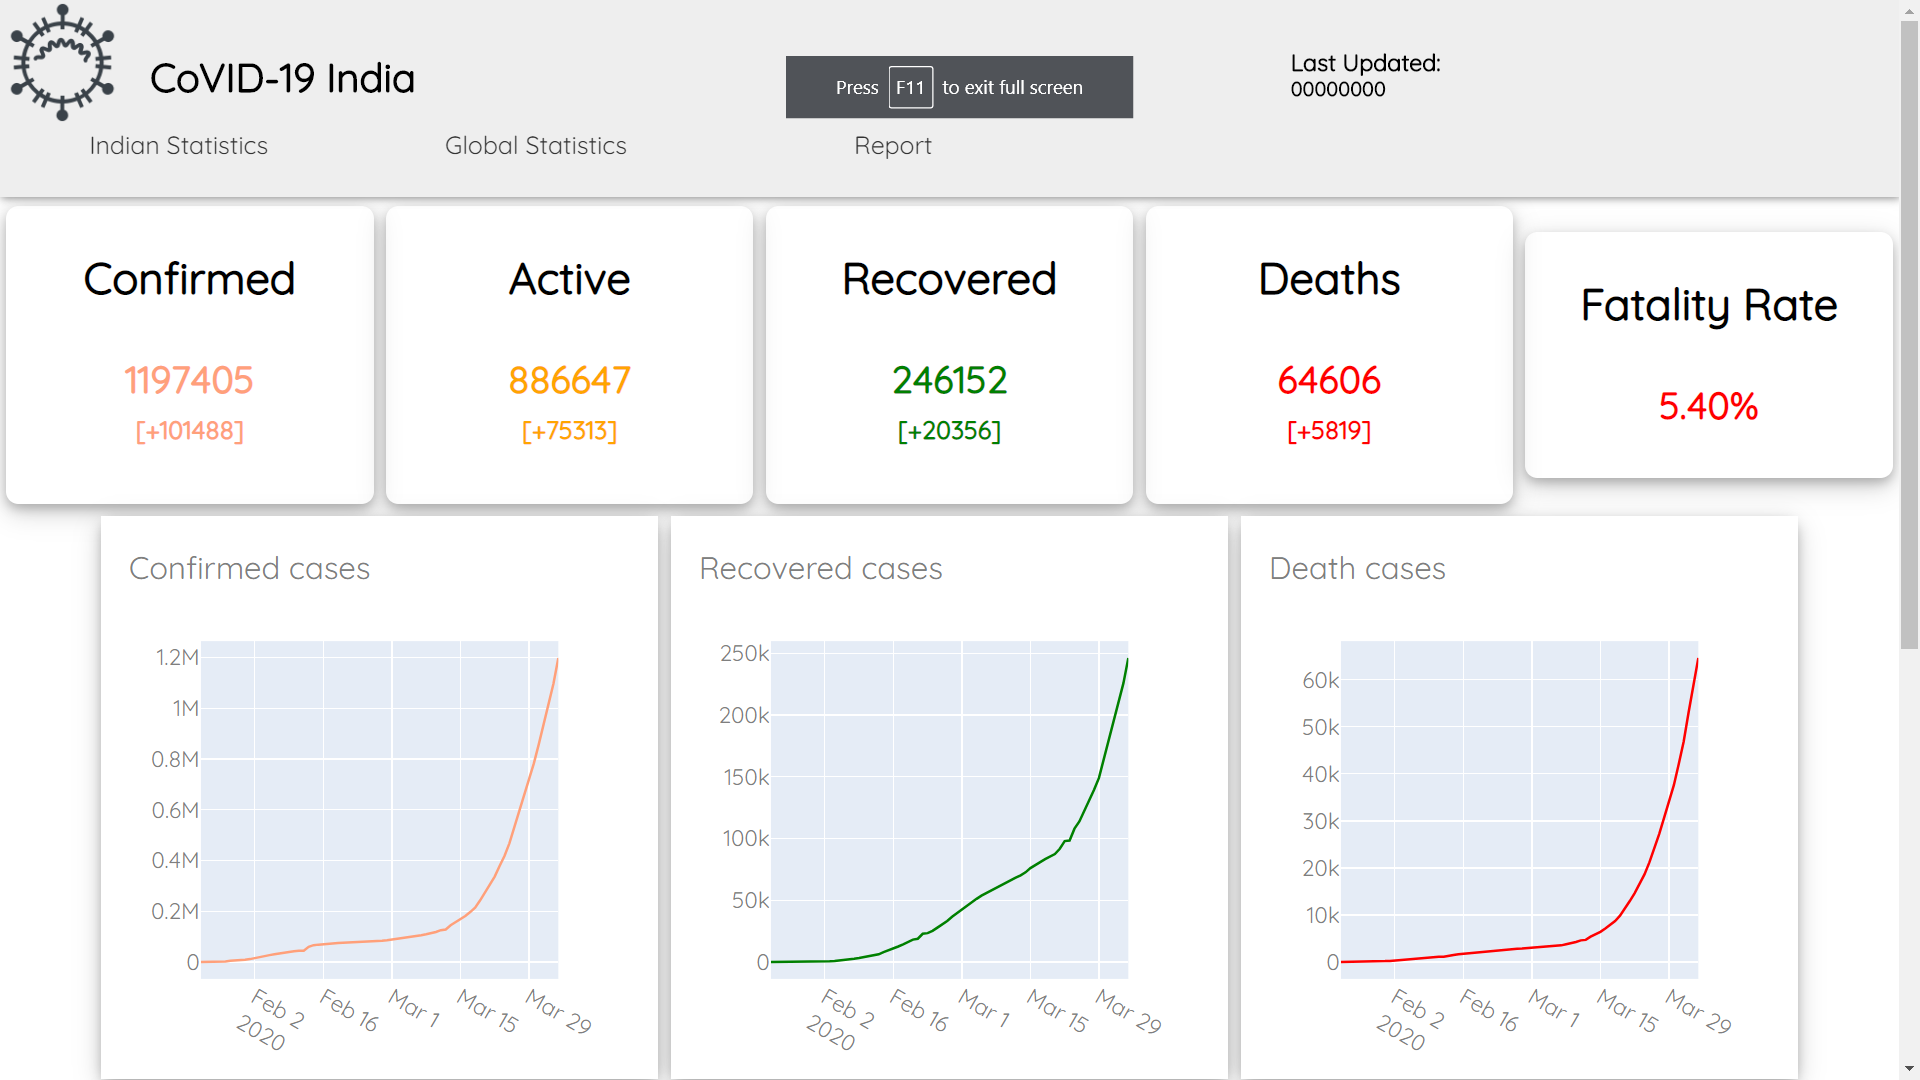 CoVID-19 India
Press F11 to exit full screen
Last Updated:
00000000
Indian Statistics
Global Statistics
Report
Confirmed
1197405
[+101488]
Active
886647
[+75313]
Recovered
246152
[+20356]
Deaths
64606
[+5819]
Fatality Rate
5.40%
Confirmed cases
1.2M
1M
0.8M
0.6M
0.4M
0.2M
0
Feb 2
2020
Feb 16
Mar 1
Mar 15
Mar 29
Recovered cases
250k
200k
150k
100k
50k
0
Feb 2
2020
Feb 16
Mar 1
Mar 15
Mar 29
Death cases
60k
50k
40k
30k
20k
10k
0
Feb 2
2020
Feb 16
Mar 1
Mar 15
Mar 29